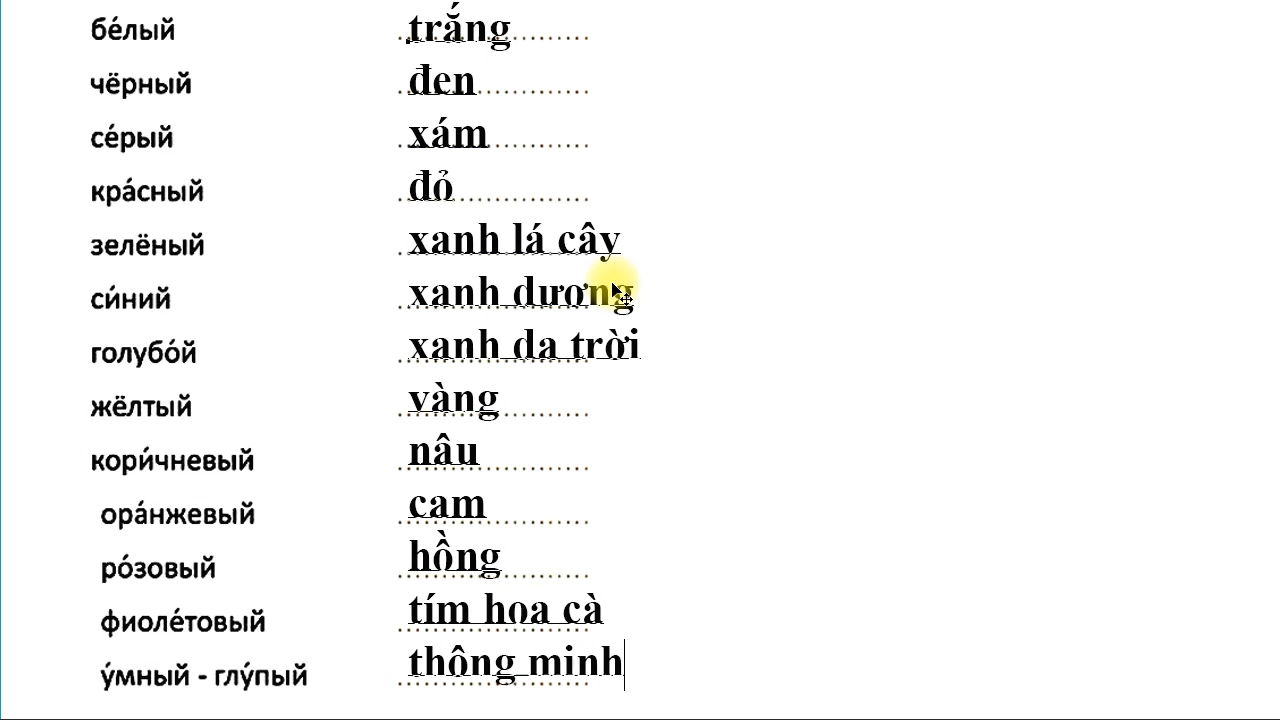 бе́лый trắng
чёрный đen
се́рый xám
кра́сный đỏ
зелёный xanh lá cây
си́ний xanh dương
голубо́й xanh da trời
жёлтый vàng
кори́чневый nâu
ора́нжевый cam
ро́зовый hồng
фиоле́товый tím hoa cà
у́мный - глу́пый thông minh